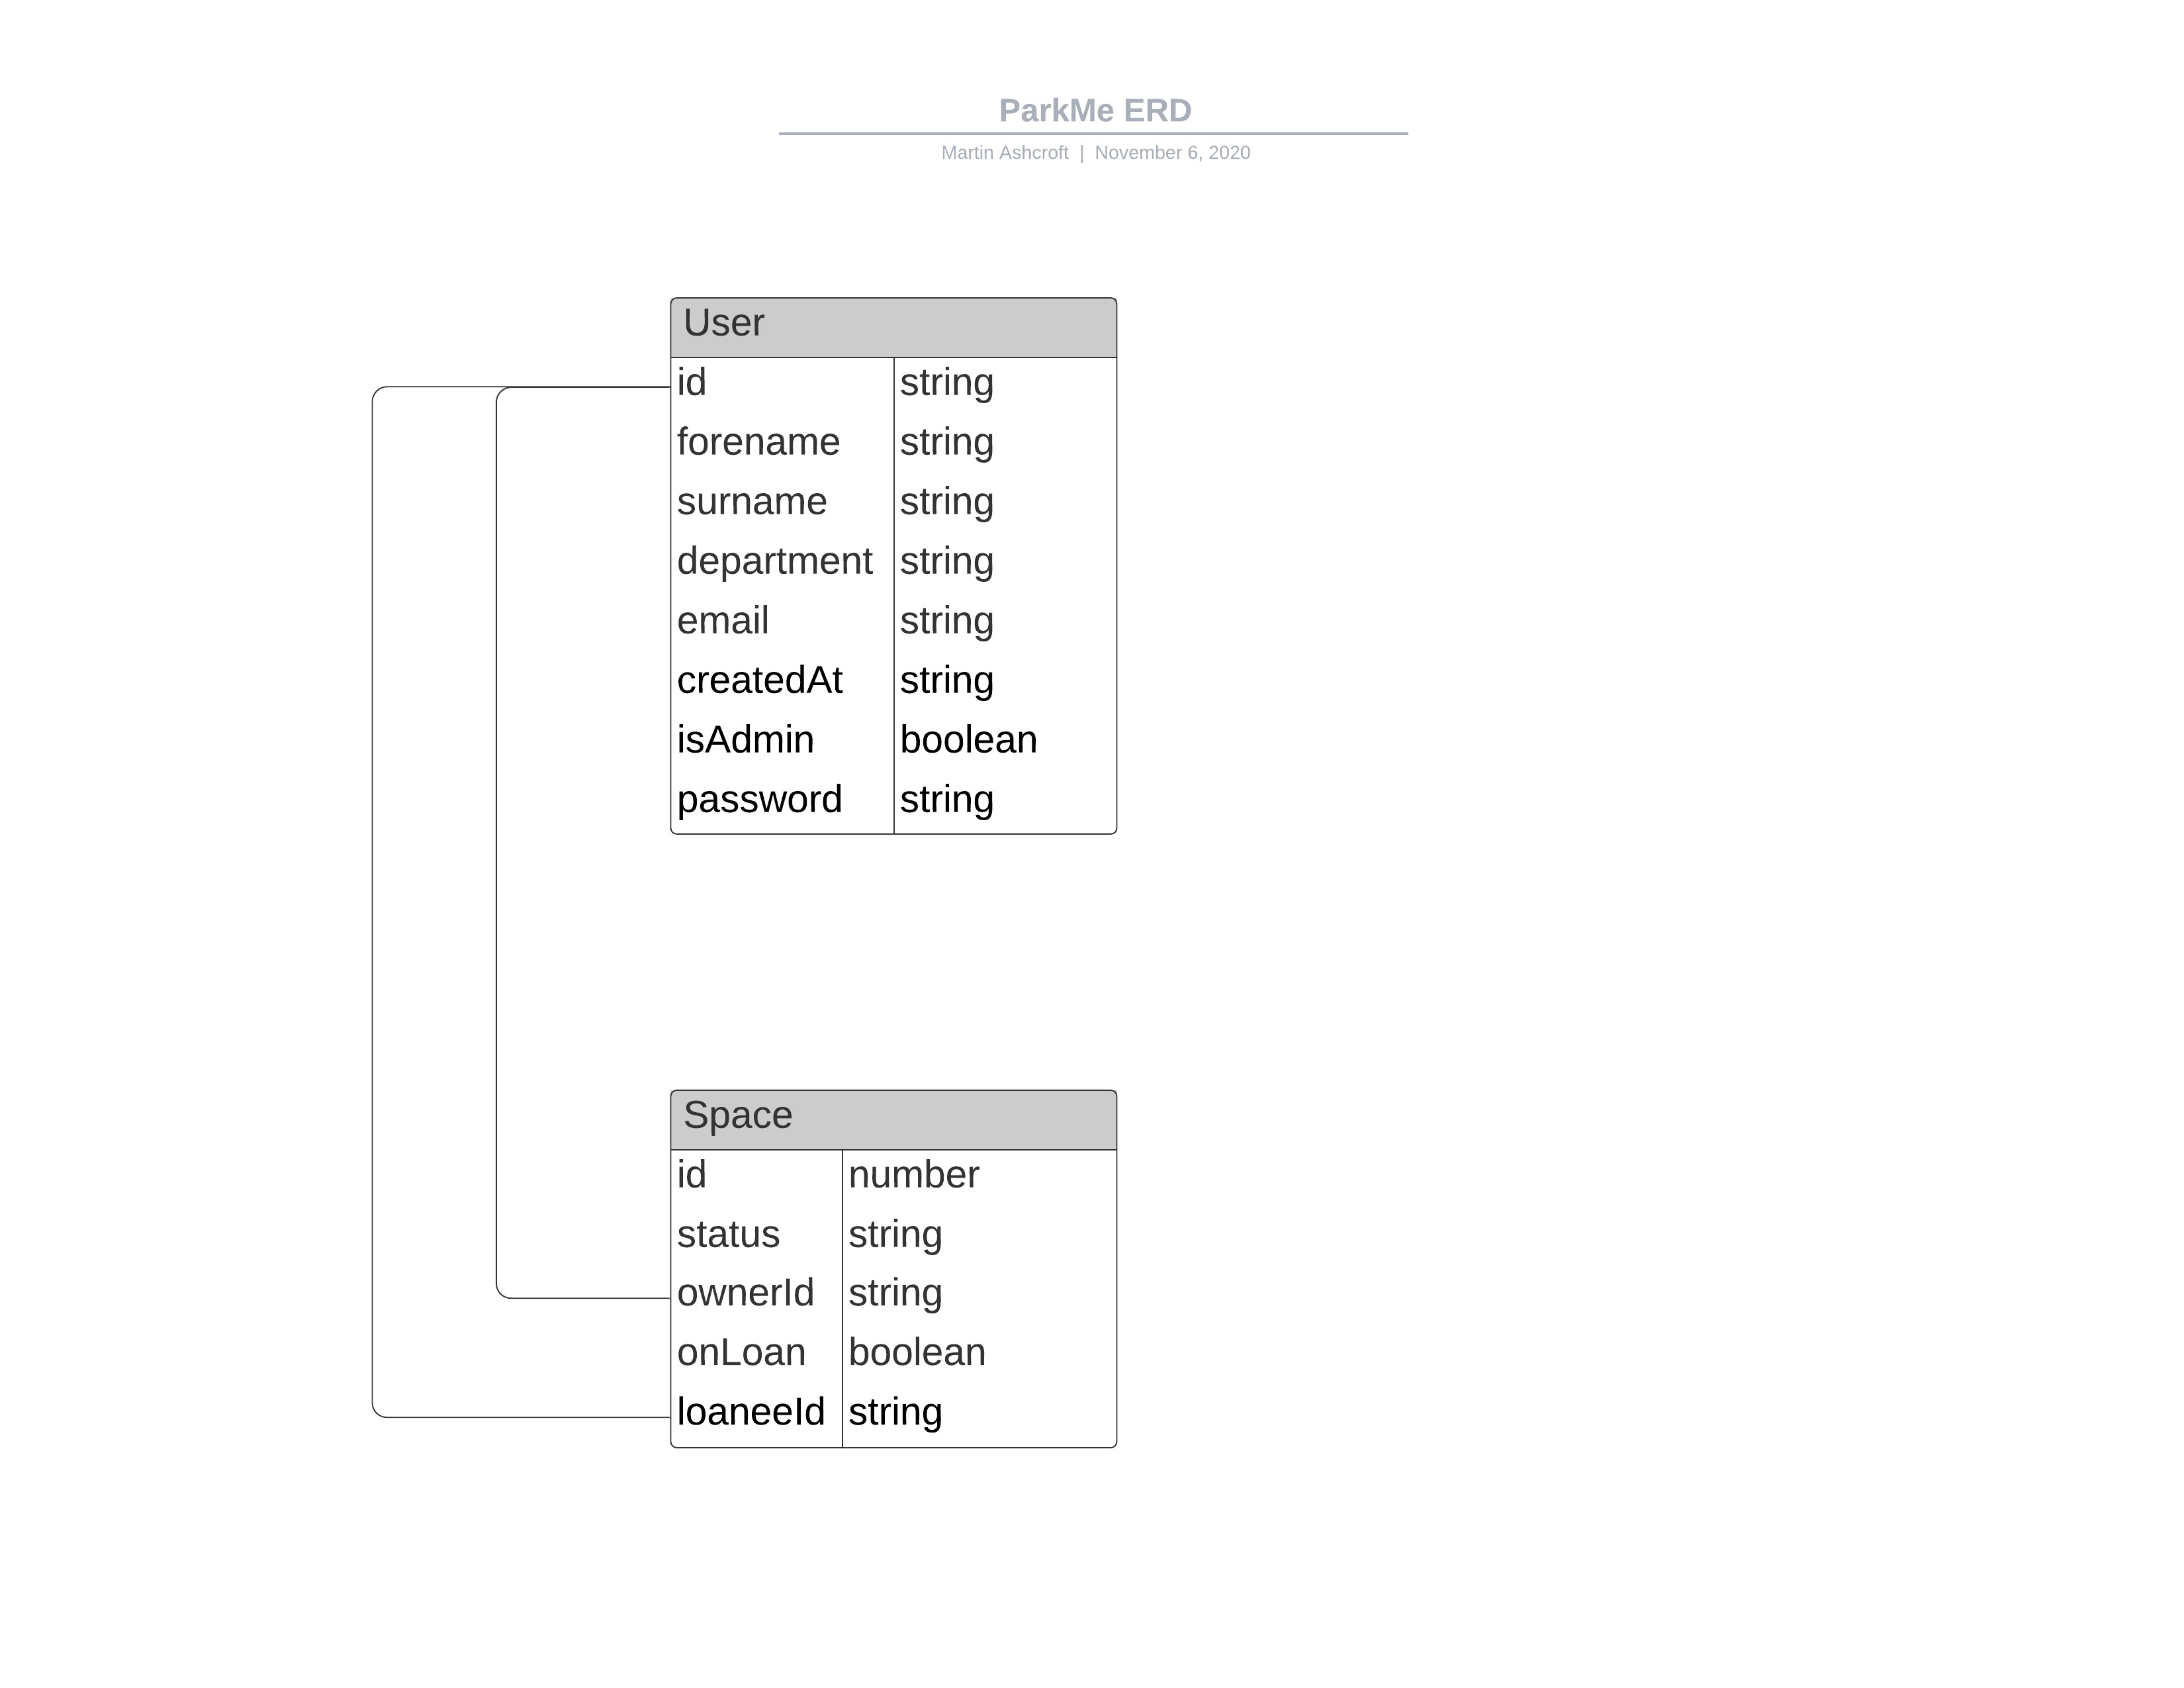 ParkMe ERD
Martin Ashcroft | November 6, 2020
User
id string
forename string
surname string
department string
email string
createdAt string
isAdmin boolean
password string
Space
id number
status string
ownerId string
onLoan boolean
loaneeId string